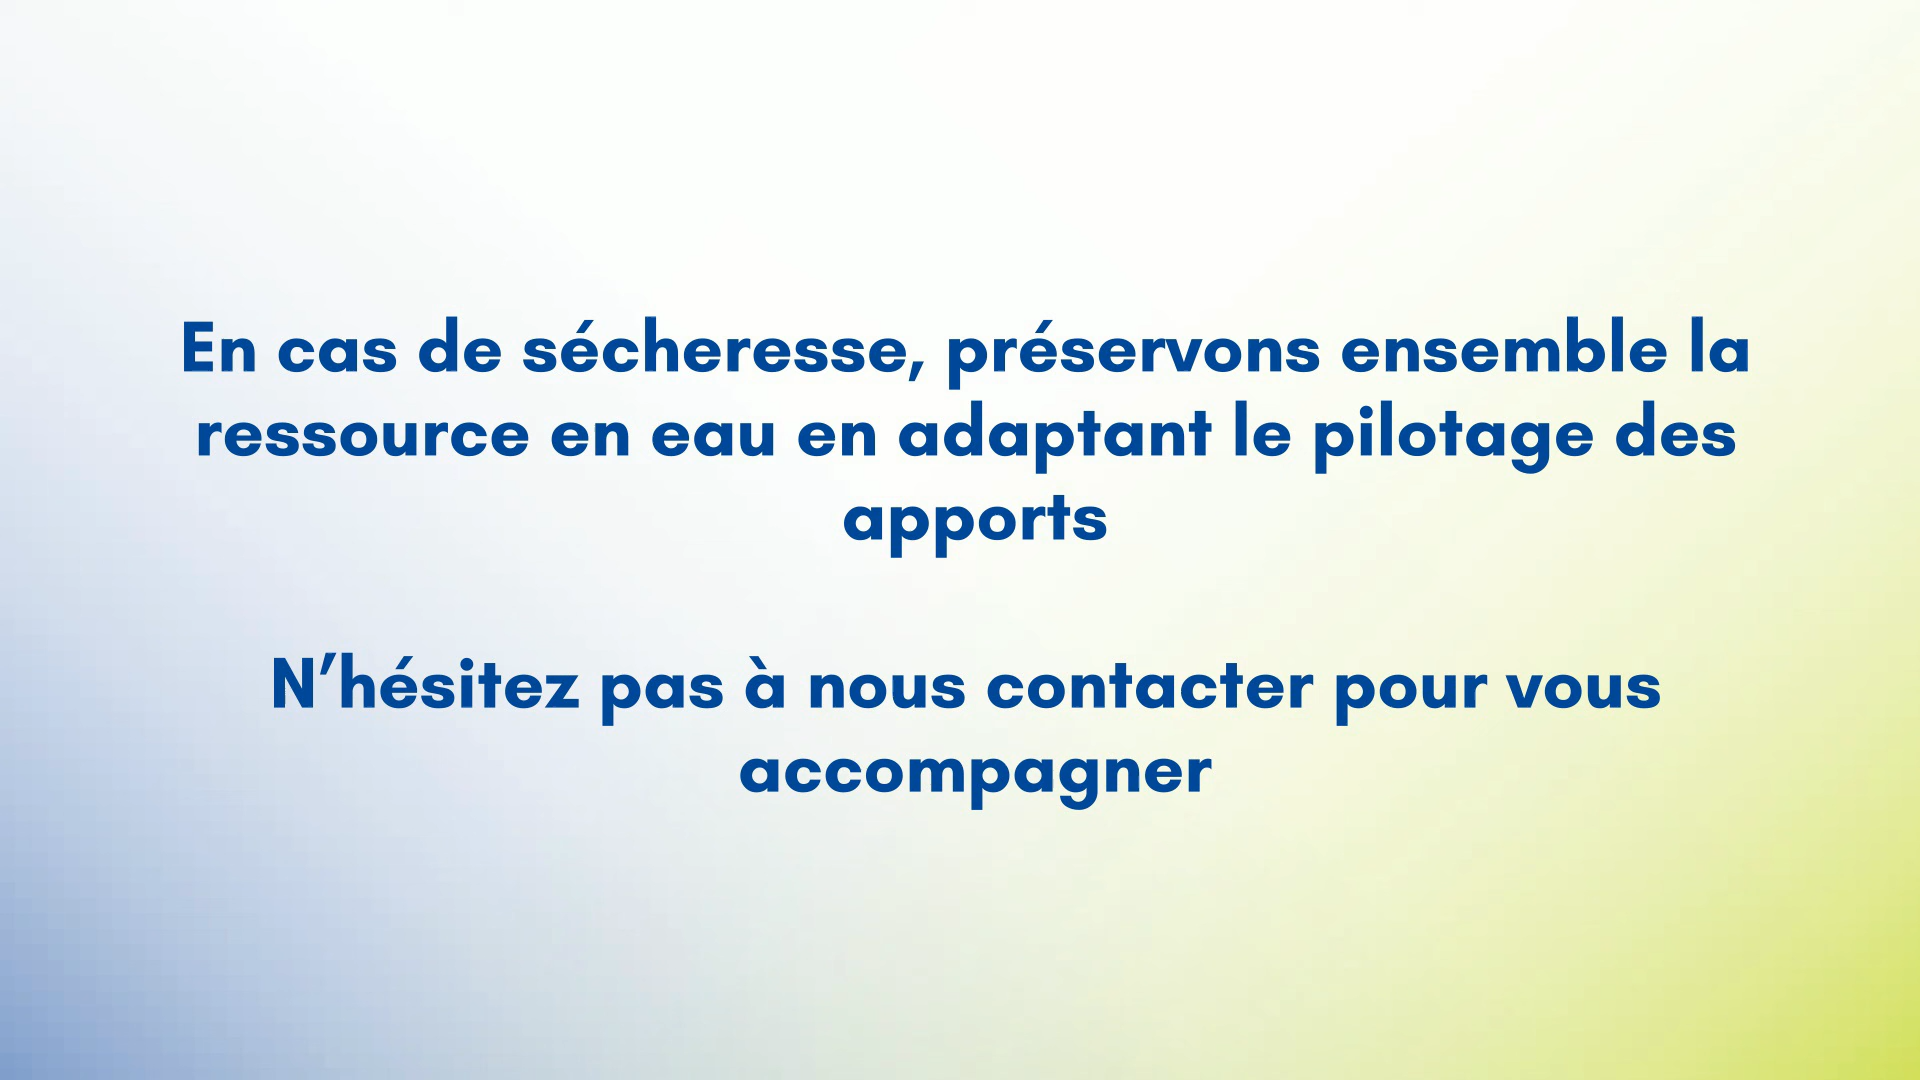 En cas de sécheresse, préservons ensemble la
ressource en eau en adaptant le pilotage des
apports
N’hésitez pas à nous contacter pour vous
accompagner